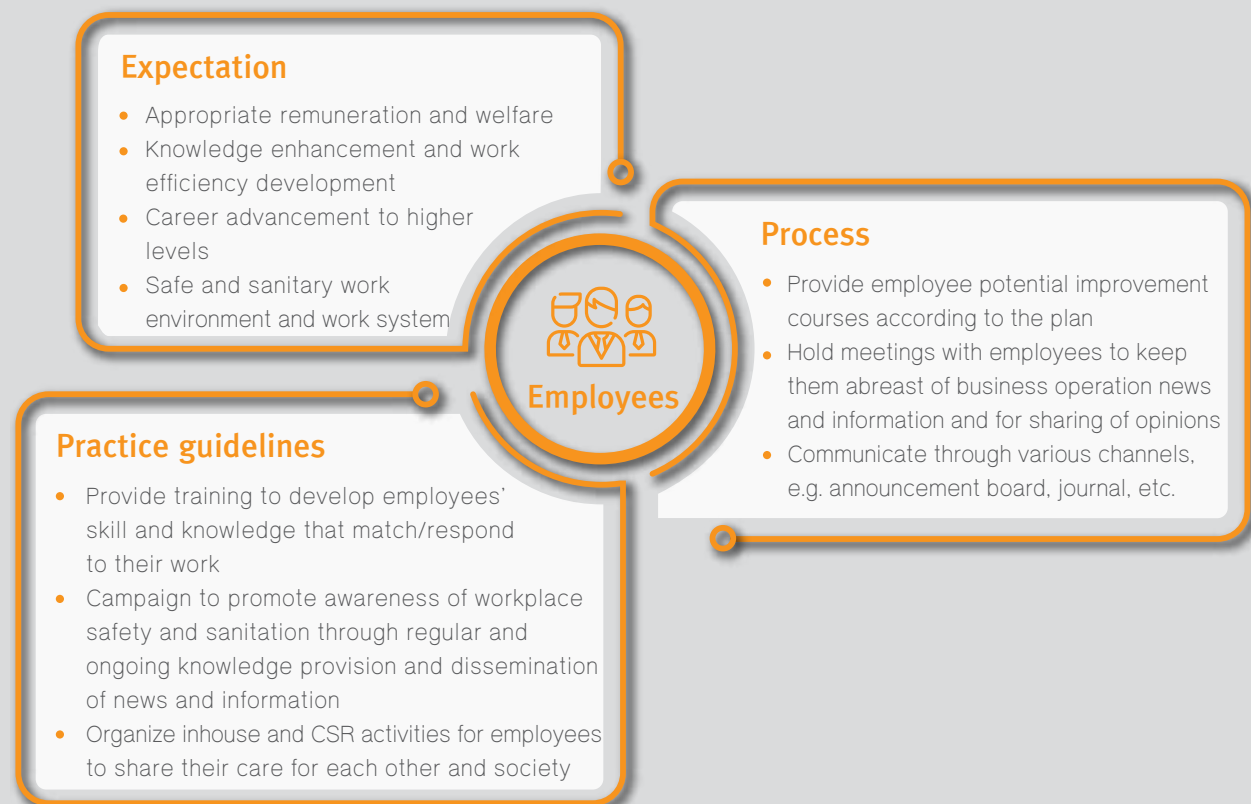 Expectation
• Appropriate remuneration and welfare
• Knowledge enhancement and work
efficiency development
• Career advancement to higher
levels
• Safe and sanitary work
environment and work system
Employees
Process
• Provide employee potential improvement
courses according to the plan
• Hold meetings with employees to keep
them abreast of business operation news
and information and for sharing of opinions
• Communicate through various channels,
e.g. announcement board, journal, etc.
Practice guidelines
• Provide training to develop employees’
skill and knowledge that match/respond
to their work
• Campaign to promote awareness of workplace
safety and sanitation through regular and
ongoing knowledge provision and dissemination
of news and information
• Organize inhouse and CSR activities for employees
to share their care for each other and society